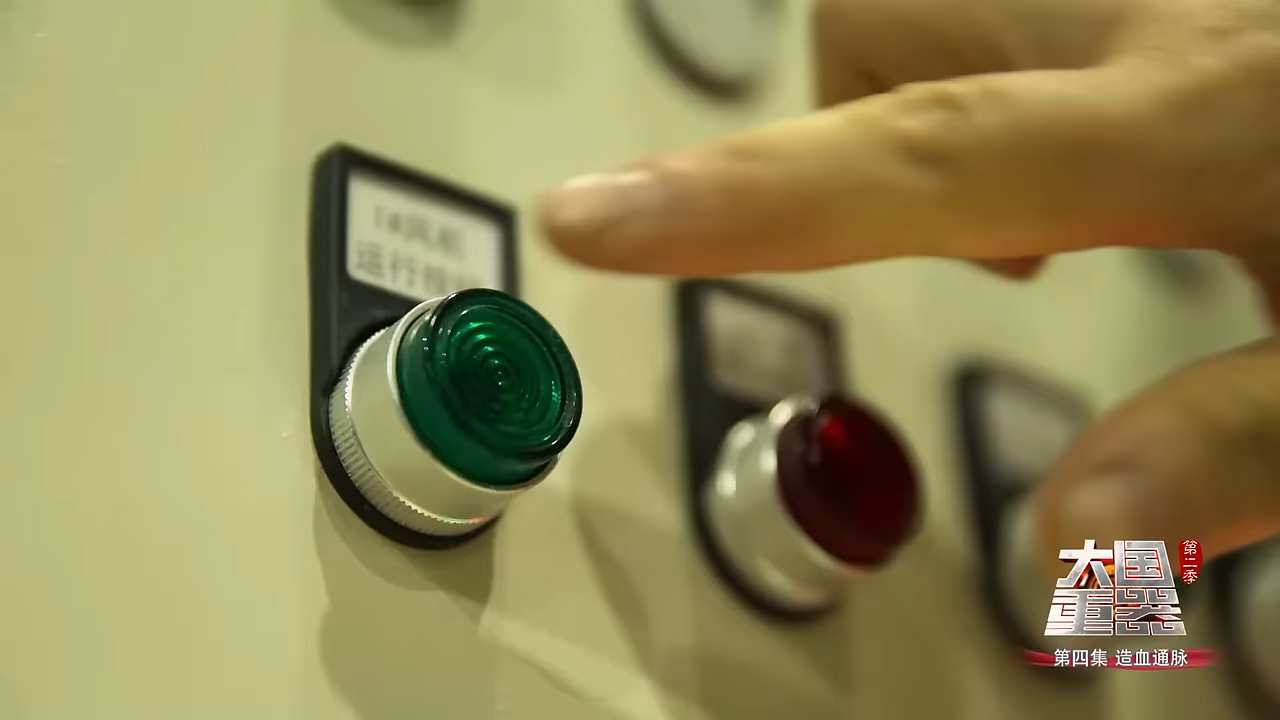 1#风机
运行指示
大国
重器
第二季
第四集 造血通脉